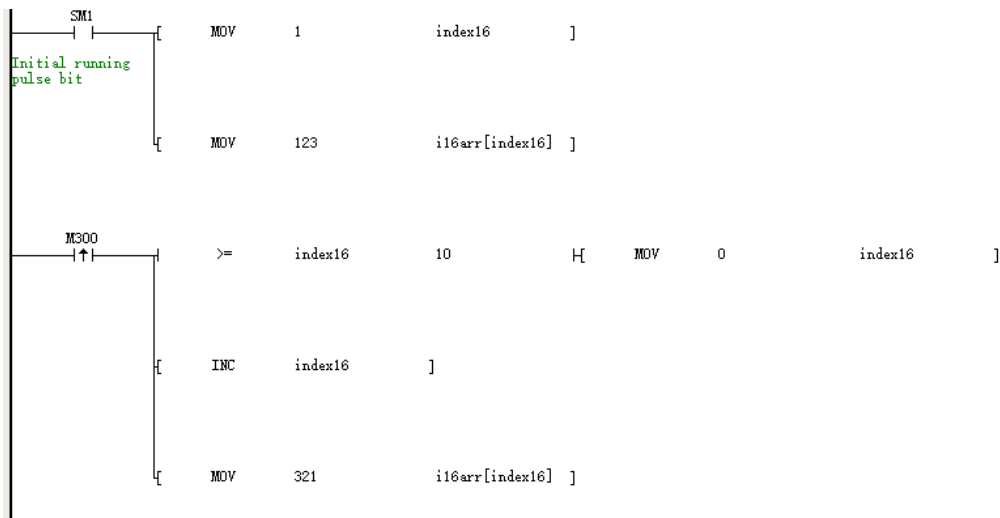 SM1
[ MOV 1 index16 ]
Initial running
pulse bit
[ MOV 123 i16arr[index16] ]
M300
>= index16 10 [ MOV 0 index16 ]
[ INC index16 ]
[ MOV 321 i16arr[index16] ]